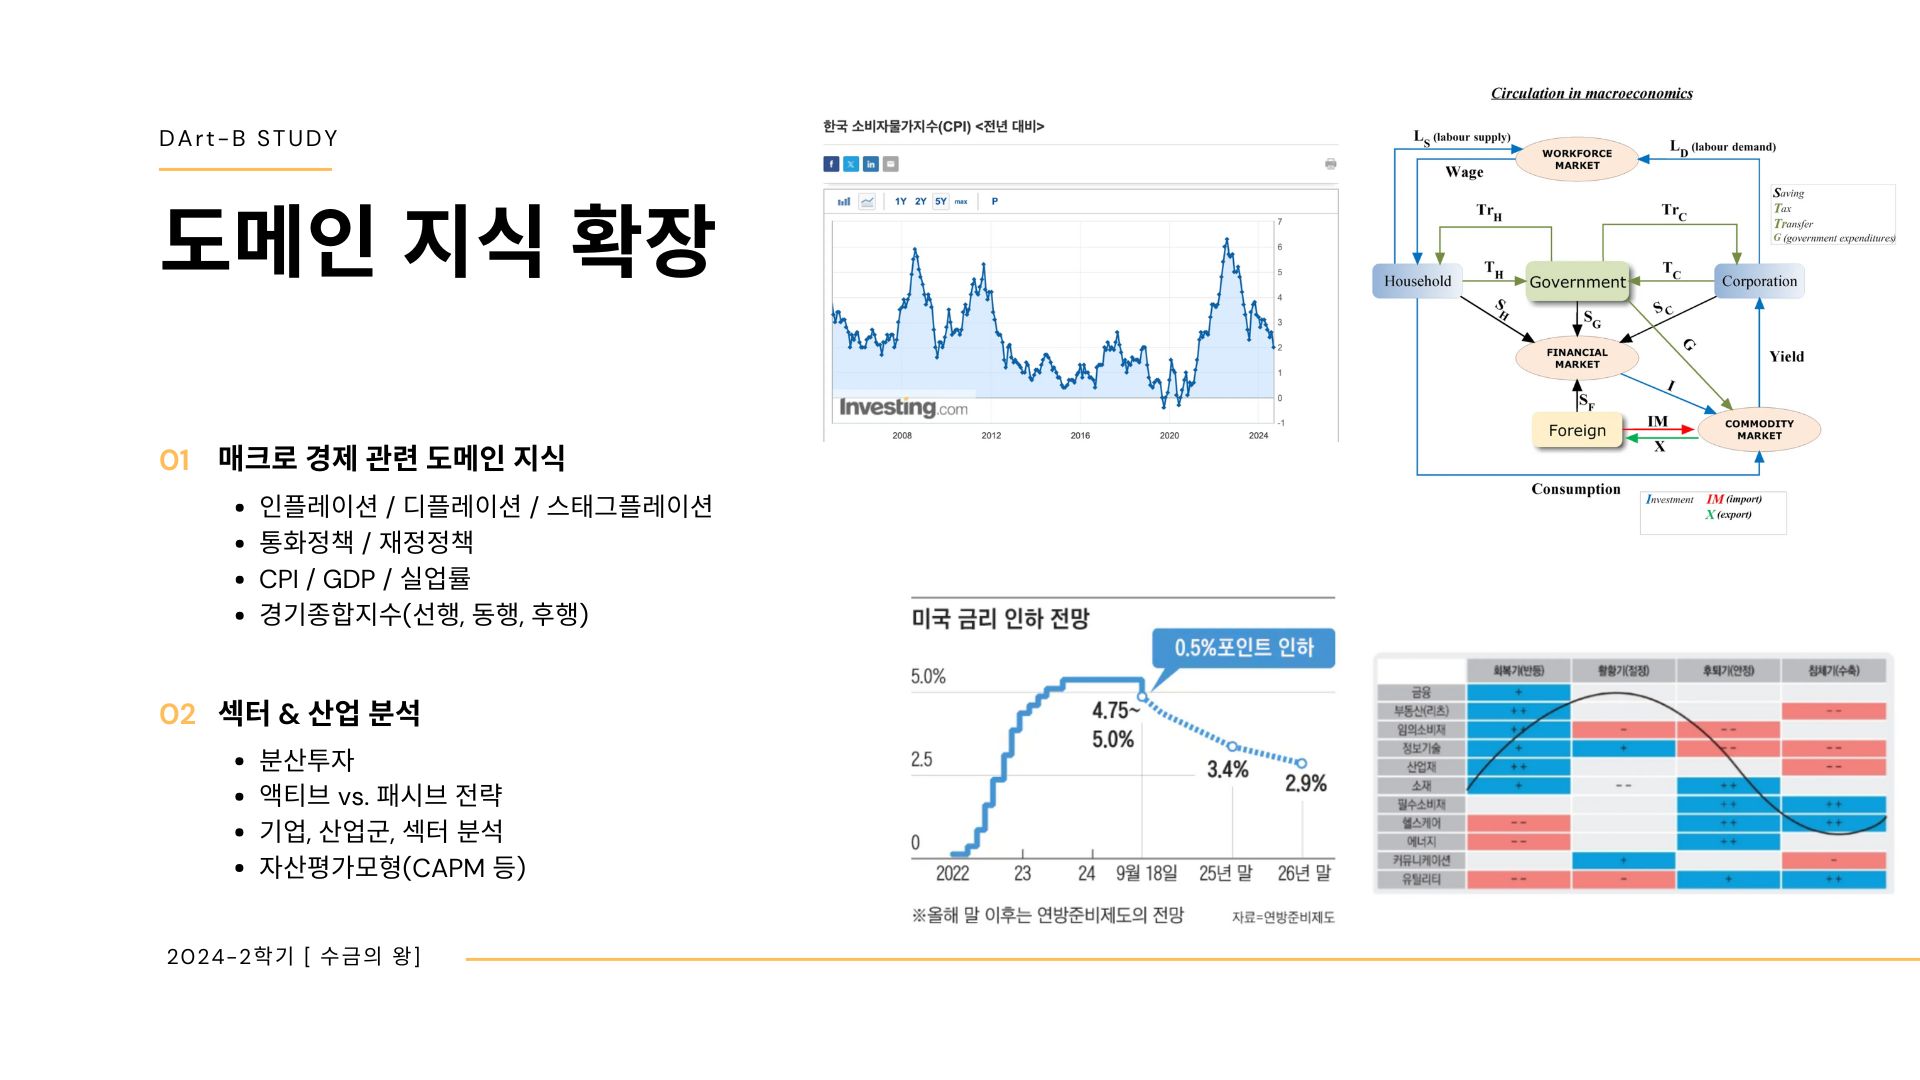 DArt-B STUDY
도메인 지식 확장
01 매크로 경제 관련 도메인 지식
인플레이션 / 디플레이션 / 스태그플레이션
통화정책 / 재정정책
CPI / GDP / 실업률
경기종합지수(선행, 동행, 후행)
02 섹터 & 산업 분석
분산투자
액티브 vs. 패시브 전략
기업, 산업군, 섹터 분석
자산평가모형(CAPM 등)
2024-2학기 [ 수금의 왕]
한국 소비자물가지수(CPI) <전년 대비>
1Y 2Y 5Y max P
7
6
5
4
3
2
1
0
-1
Investing.com
2008 2012 2016 2020 2024
Circulation in macroeconomics
LS (labour supply)
WORKFORCE MARKET
LD (labour demand)
Wage
Saving
Tax
Transfer
G (government expenditures)
TrH TrC
Household TH Government TC Corporation
SH SG SC
G
FINANCIAL MARKET
Yield
I
SF
Foreign IM X
COMMODITY MARKET
Consumption
Investment IM (import)
X (export)
미국 금리 인하 전망
0.5%포인트 인하
5.0%
4.75~
5.0%
2.5
3.4%
2.9%
0
2022 23 24 9월 18일 25년 말 26년 말
※올해 말 이후는 연방준비제도의 전망 자료=연방준비제도
회복기(반등) 활황기(절정) 후퇴기(안정) 침체기(수축)
금융 +
부동산(리츠) ++ --
임의소비재 ++ - --
정보기술 + + -- --
산업재 ++ --
소재 + -- ++
필수소비재 ++ ++
헬스케어 -- ++ ++
에너지 -- ++
커뮤니케이션 + -
유틸리티 -- - + ++